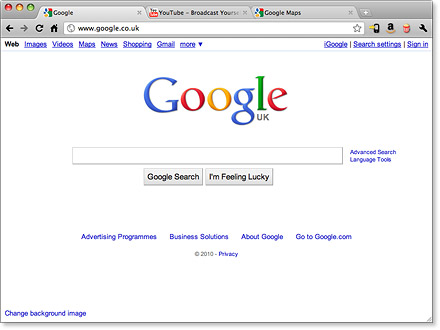 Google
YouTube – Broadcast Yourse
Google Maps
www.google.co.uk
Web Images Videos Maps News Shopping Gmail more ▼
iGoogle | Search settings | Sign in
Google
UK
Advanced Search
Language Tools
Google Search
I'm Feeling Lucky
Advertising Programmes Business Solutions About Google Go to Google.com
© 2010 - Privacy
Change background image